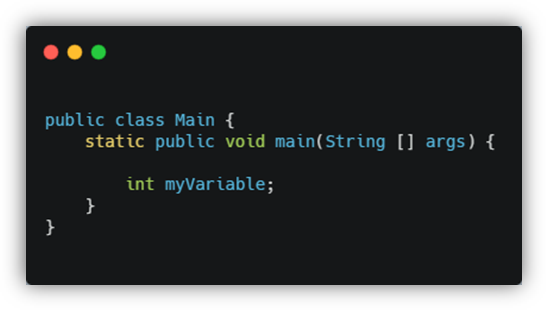 public class Main {
    static public void main(String [] args) {
        int myVariable;
    }
}